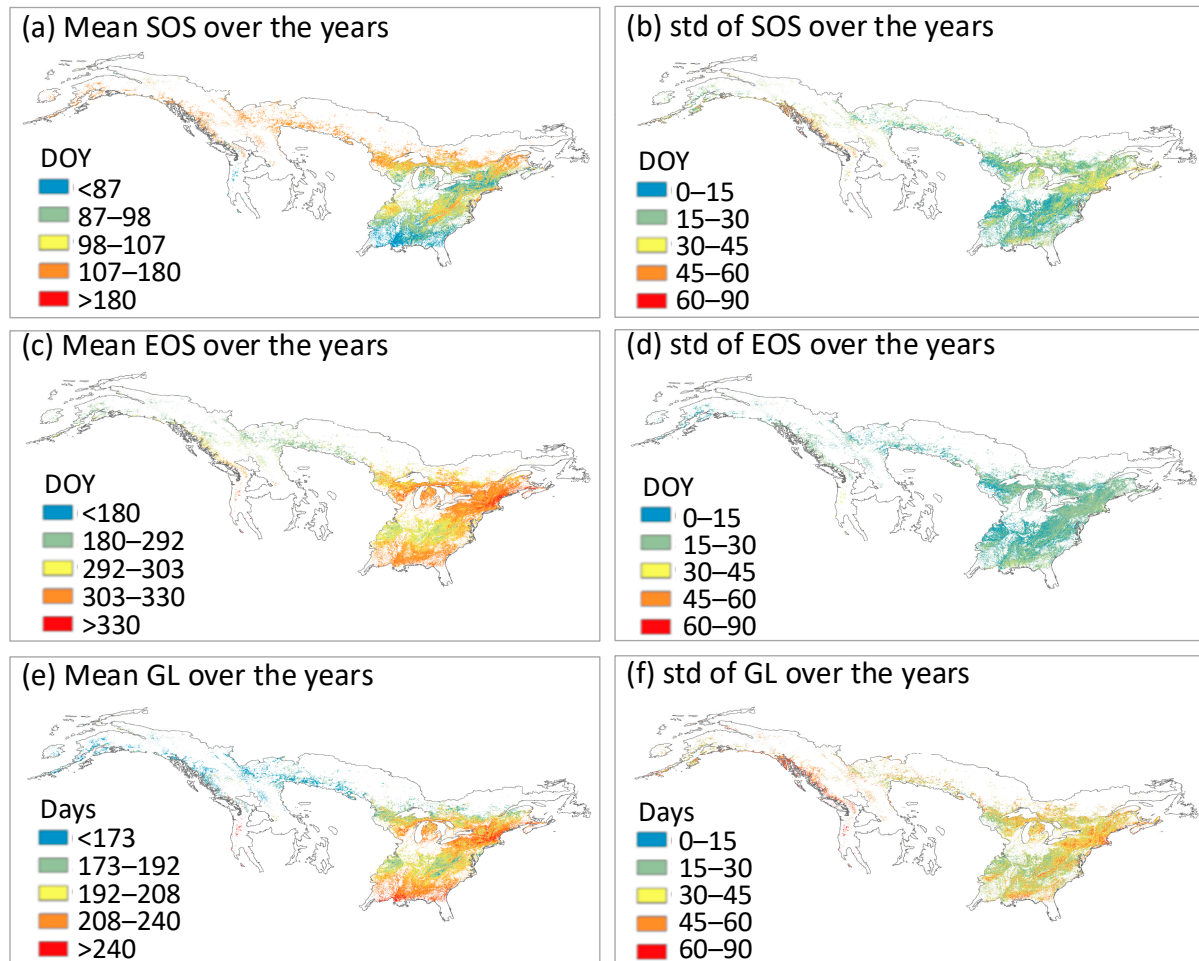 (a) Mean SOS over the years
DOY
<87
87–98
98–107
107–180
>180
(b) std of SOS over the years
DOY
0–15
15–30
30–45
45–60
60–90
(c) Mean EOS over the years
DOY
<180
180–292
292–303
303–330
>330
(d) std of EOS over the years
DOY
0–15
15–30
30–45
45–60
60–90
(e) Mean GL over the years
Days
<173
173–192
192–208
208–240
>240
(f) std of GL over the years
Days
0–15
15–30
30–45
45–60
60–90